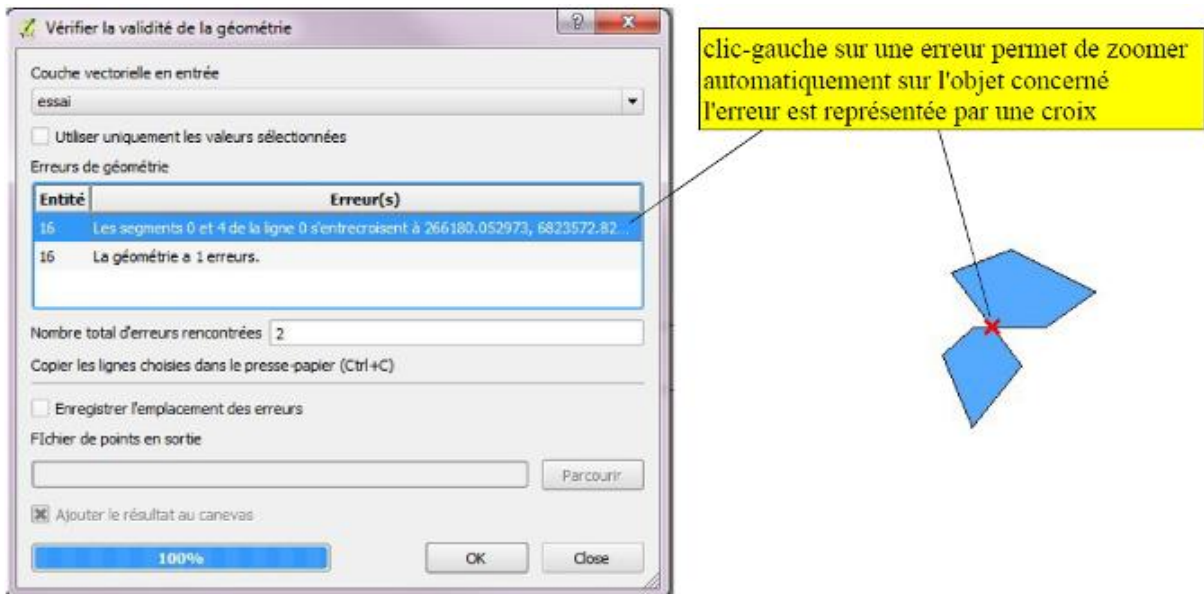 Vérifier la validité de la géométrie
clic-gauche sur une erreur permet de zoomer
automatiquement sur l'objet concerné
l'erreur est représentée par une croix
Couche vectorielle en entrée
essai
Utiliser uniquement les valeurs sélectionnées
Erreurs de géométrie
Entité Erreur(s)
16 Les segments 0 et 4 de la ligne 0 s'entrecroisent à 266180.052973, 6823572.82...
16 La géométrie a 1 erreurs.
Nombre total d'erreurs rencontrées 2
Copier les lignes choisies dans le presse-papier (Ctrl+C)
Enregistrer l'emplacement des erreurs
FIchier de points en sortie
Parcourir
Ajouter le résultat au canevas
100% OK Close